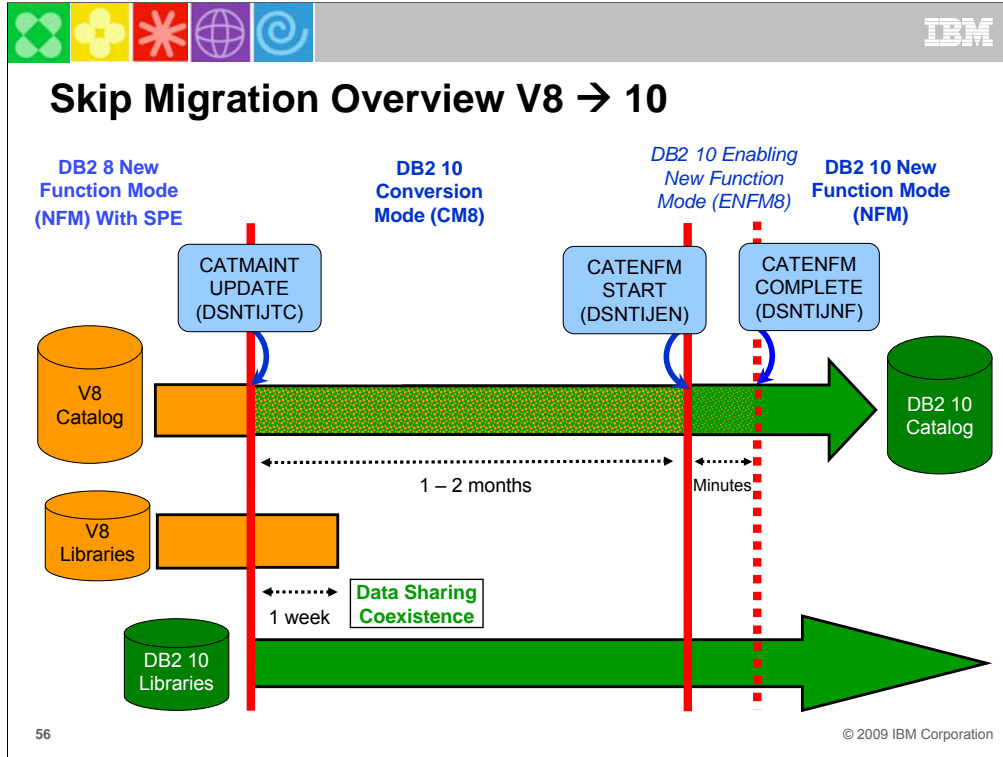 IBM
Skip Migration Overview V8 → 10
DB2 8 New
Function Mode
(NFM) With SPE
DB2 10
Conversion
Mode (CM8)
DB2 10 Enabling
New Function
Mode (ENFM8)
DB2 10 New
Function Mode
(NFM)
CATMAINT
UPDATE
(DSNTIJTC)
CATENFM
START
(DSNTIJEN)
CATENFM
COMPLETE
(DSNTIJNF)
V8
Catalog
DB2 10
Catalog
1 – 2 months
Minutes
V8
Libraries
1 week
Data Sharing
Coexistence
DB2 10
Libraries
56
© 2009 IBM Corporation